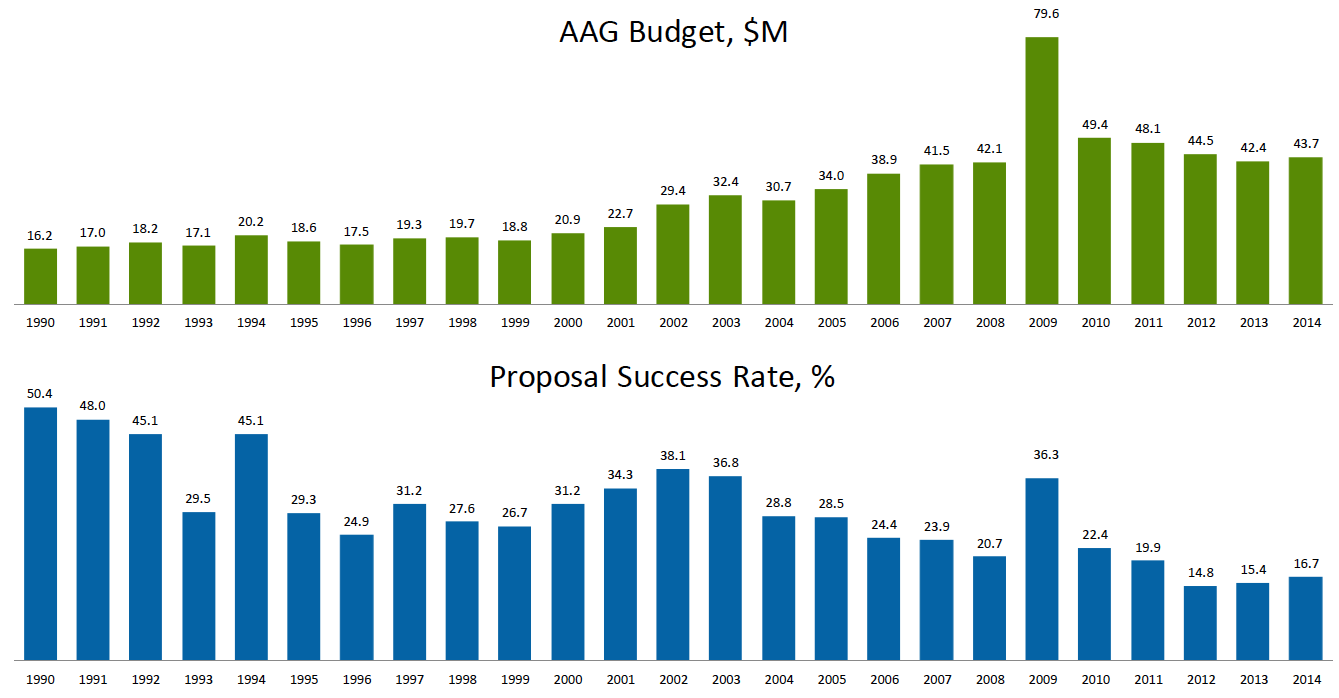 AAG Budget, $M
79.6
49.4 48.1
44.5 42.4 43.7
38.9 41.5 42.1
29.4 32.4 30.7 34.0
16.2 17.0 18.2 17.1 20.2 18.6 17.5 19.3 19.7 18.8 20.9 22.7
1990 1991 1992 1993 1994 1995 1996 1997 1998 1999 2000 2001 2002 2003 2004 2005 2006 2007 2008 2009 2010 2011 2012 2013 2014
Proposal Success Rate, %
50.4 48.0 45.1 29.5 45.1 29.3 24.9 31.2 27.6 26.7 31.2 34.3 38.1 36.8 28.8 28.5 24.4 23.9 20.7 36.3 22.4 19.9 14.8 15.4 16.7
1990 1991 1992 1993 1994 1995 1996 1997 1998 1999 2000 2001 2002 2003 2004 2005 2006 2007 2008 2009 2010 2011 2012 2013 2014